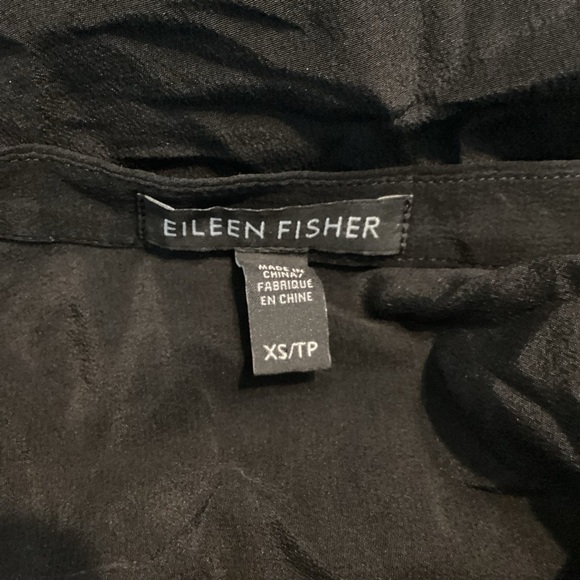 EILEEN FISHER
MADE IN
CHINA/
FABRIQUE
EN CHINE
XS/TP